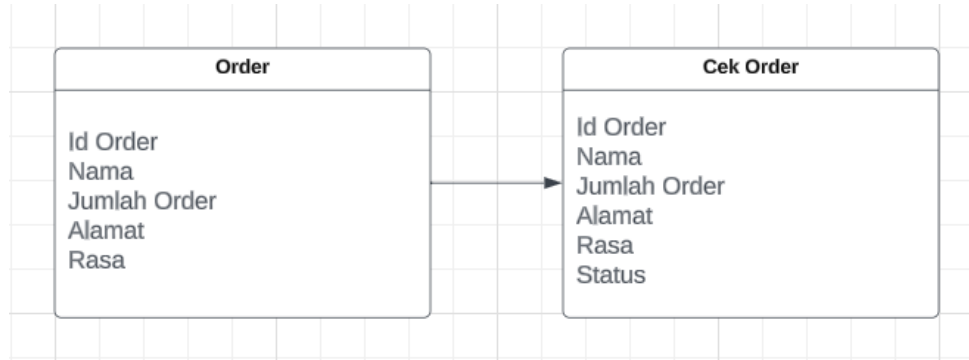 Order
Id Order
Nama
Jumlah Order
Alamat
Rasa
Cek Order
Id Order
Nama
Jumlah Order
Alamat
Rasa
Status